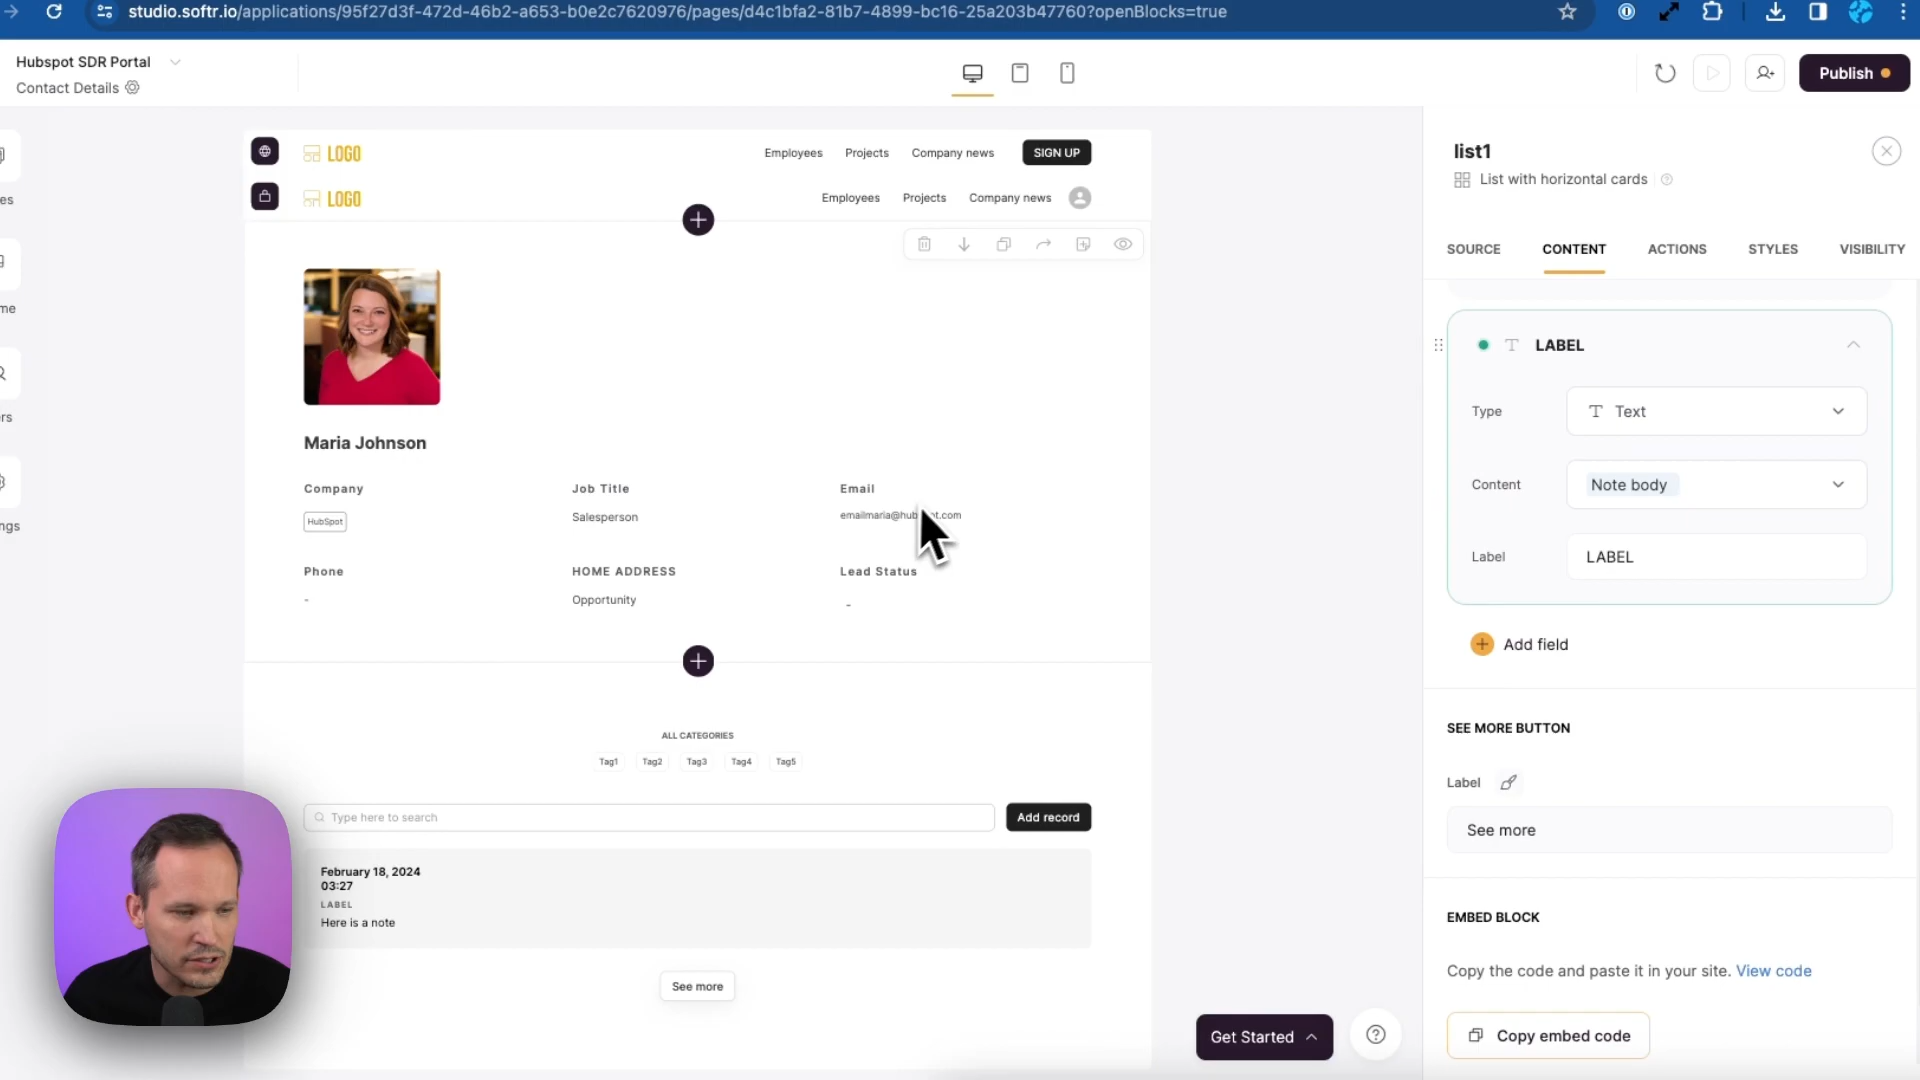 studio.softr.io/applications/95f27d3f-472d-46b2-a653-b0e2c7620976/pages/d4c1bfa2-81b7-4899-bc16-25a203b47760?openBlocks=true
Hubspot SDR Portal
Contact Details
Publish
LOGO
Employees Projects Company news SIGN UP
LOGO
Employees Projects Company news
Maria Johnson
Company Job Title Email
HubSpot Salesperson
Phone HOME ADDRESS Lead Status
- Opportunity -
ALL CATEGORIES
Tag1 Tag2 Tag3 Tag4 Tag5
Type here to search Add record
February 18, 2024
03:27
LABEL
Here is a note
See more
Get Started
list1
List with horizontal cards
SOURCE CONTENT ACTIONS STYLES VISIBILITY
LABEL
Type Text
Content Note body
Label LABEL
Add field
SEE MORE BUTTON
Label
See more
EMBED BLOCK
Copy the code and paste it in your site. View code
Copy embed code